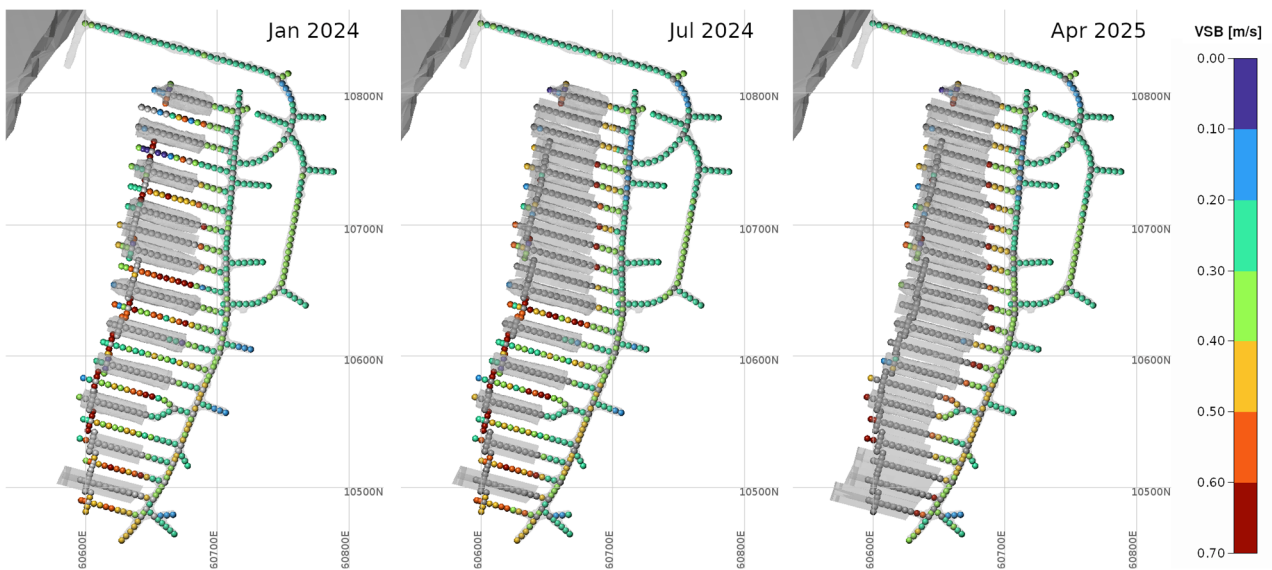 Jan 2024
Jul 2024
Apr 2025
VSB [m/s]
0.00
0.10
0.20
0.30
0.40
0.50
0.60
0.70
10800N
10700N
10600N
10500N
60600E
60700E
60800E
10800N
10700N
10600N
10500N
60600E
60700E
60800E
10800N
10700N
10600N
10500N
60600E
60700E
60800E